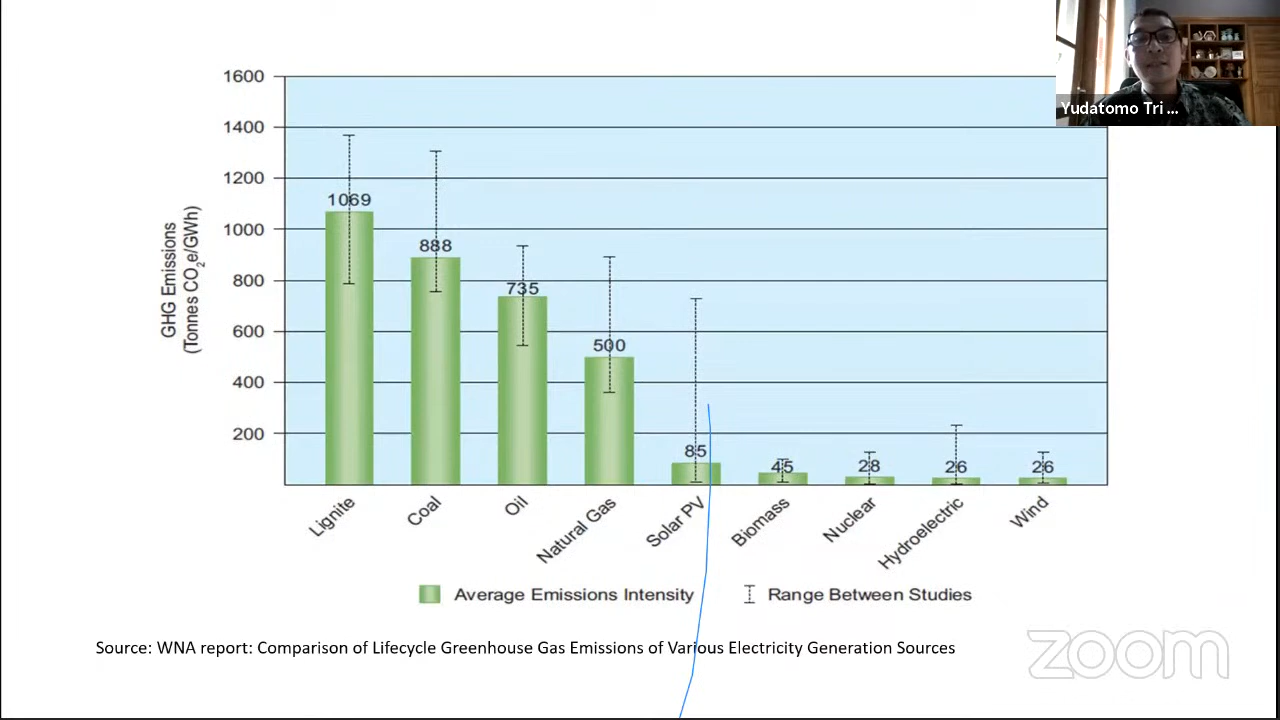 Yudatomo Tri ...
1600
1400
1200
1000
800
600
400
200
GHG Emissions
(Tonnes CO2e/GWh)
1069
888
735
500
85
45
28
26
26
Lignite
Coal
Oil
Natural Gas
Solar PV
Biomass
Nuclear
Hydroelectric
Wind
Average Emissions Intensity
Range Between Studies
Source: WNA report: Comparison of Lifecycle Greenhouse Gas Emissions of Various Electricity Generation Sources
zoom